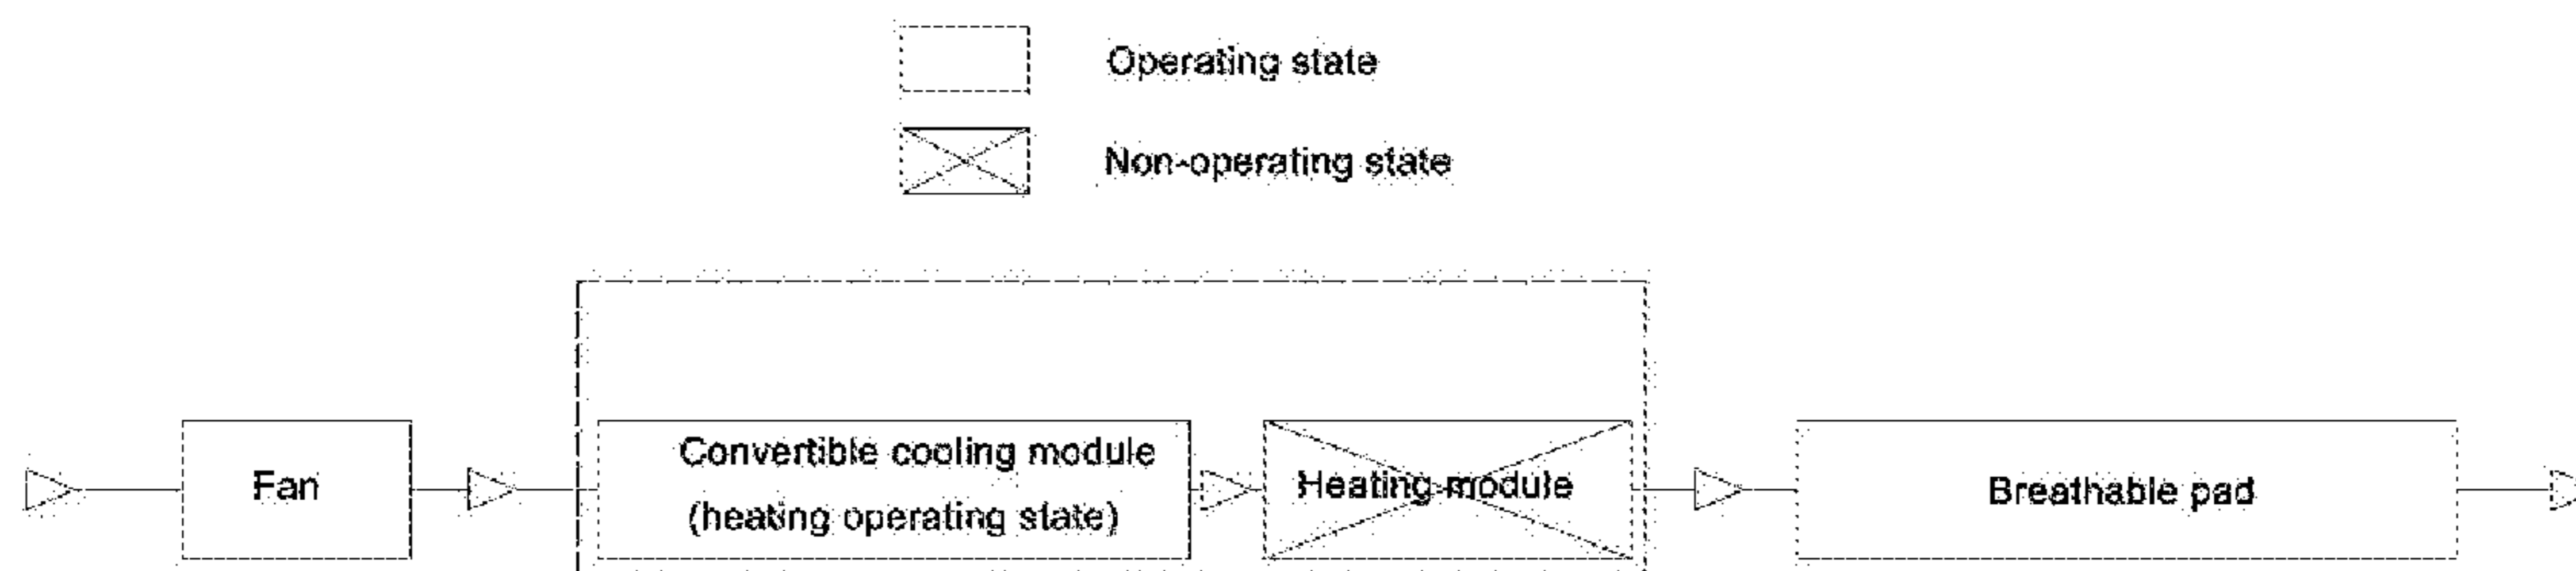 Operating state
Non-operating state
Fan
Convertible cooling module
(heating operating state)
Heating module
Breathable pad